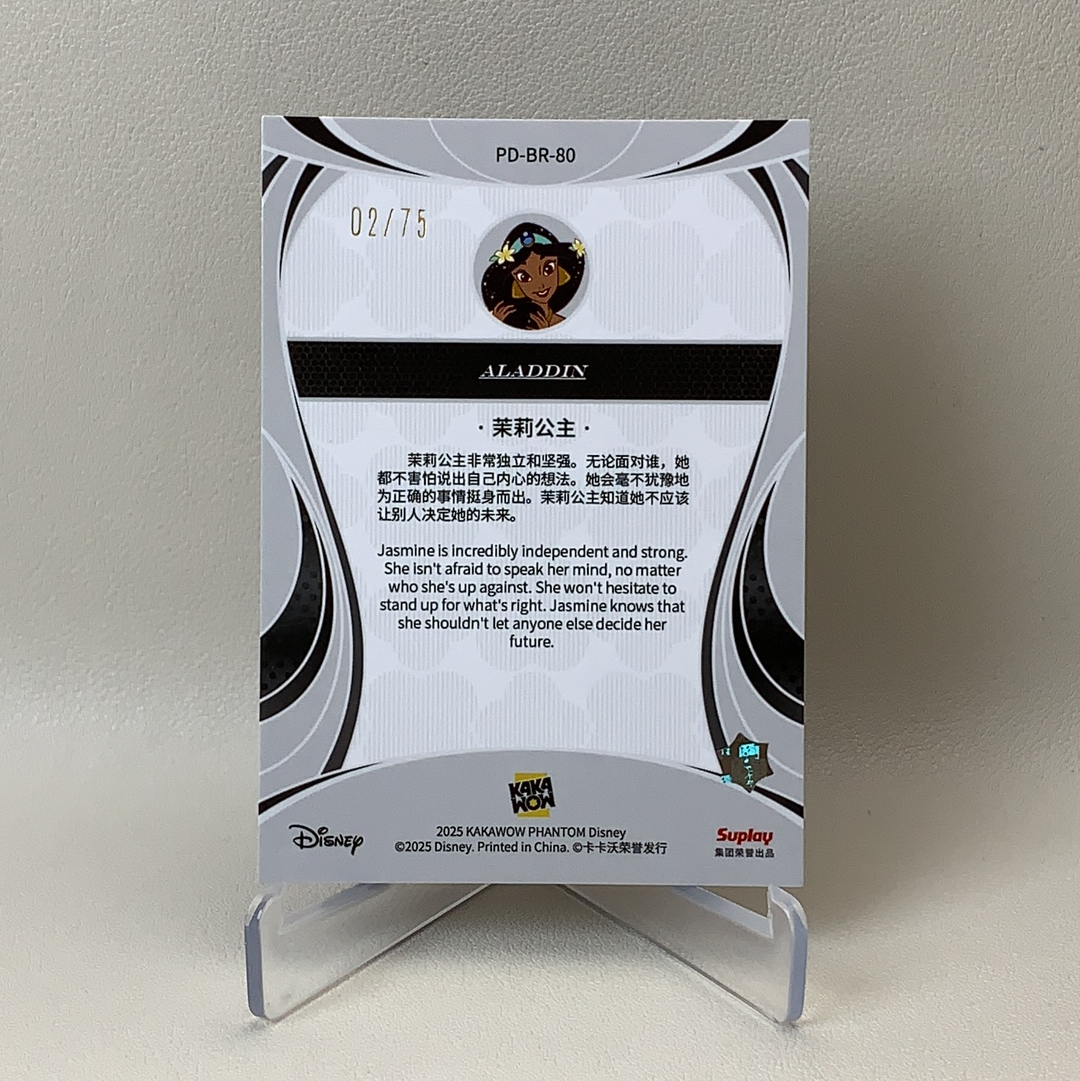 PD-BR-80
02/75
ALADDIN
· 茉莉公主 ·
茉莉公主非常独立和坚强。无论面对谁，她
都不害怕说出自己内心的想法。她会毫不犹豫地
为正确的事情挺身而出。茉莉公主知道她不应该
让别人决定她的未来。
Jasmine is incredibly independent and strong.
She isn't afraid to speak her mind, no matter
who she's up against. She won't hesitate to
stand up for what's right. Jasmine knows that
she shouldn't let anyone else decide her
future.
KAKA
WOW
Disney
2025 KAKAWOW PHANTOM Disney
©2025 Disney. Printed in China. ©卡卡沃荣誉发行
Suplay
集团荣誉出品